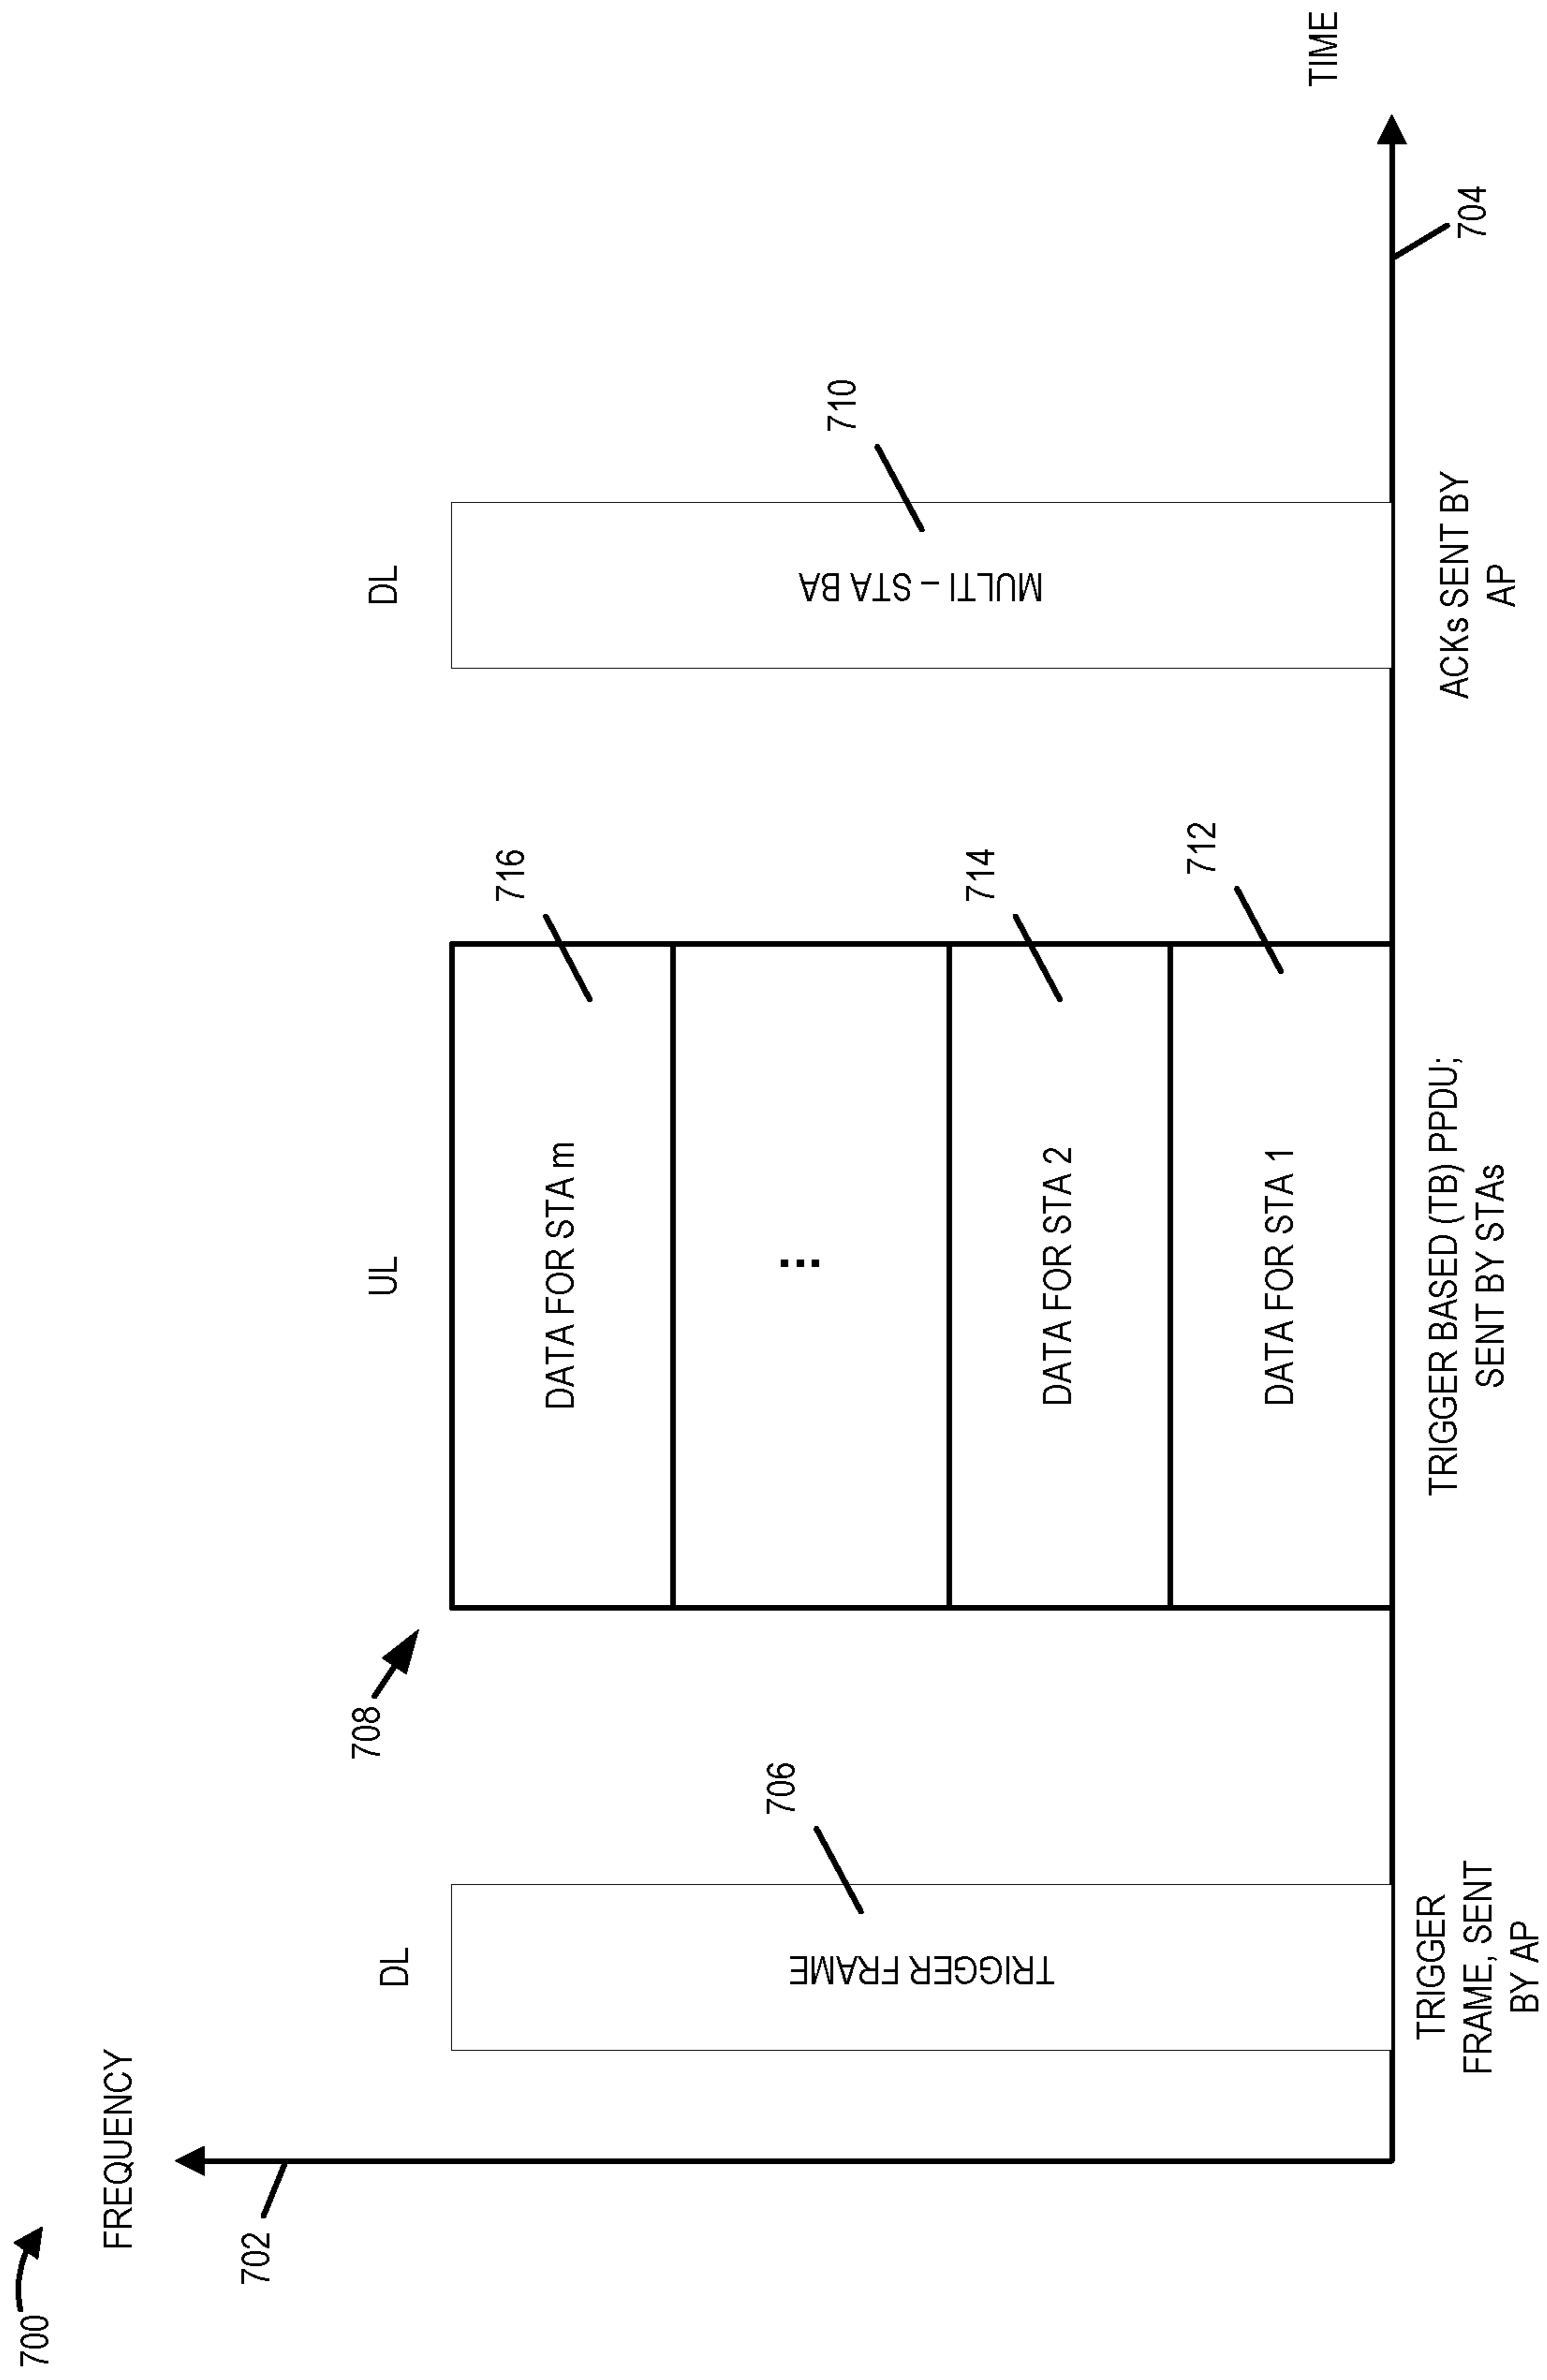 700
FREQUENCY
702
DL
TRIGGER FRAME
706
TRIGGER
FRAME, SENT
BY AP
708
UL
DATA FOR STA m
716
...
DATA FOR STA 2
714
DATA FOR STA 1
712
TRIGGER BASED (TB) PPDU;
SENT BY STAs
DL
MULTI – STA BA
710
ACKs SENT BY
AP
704
TIME